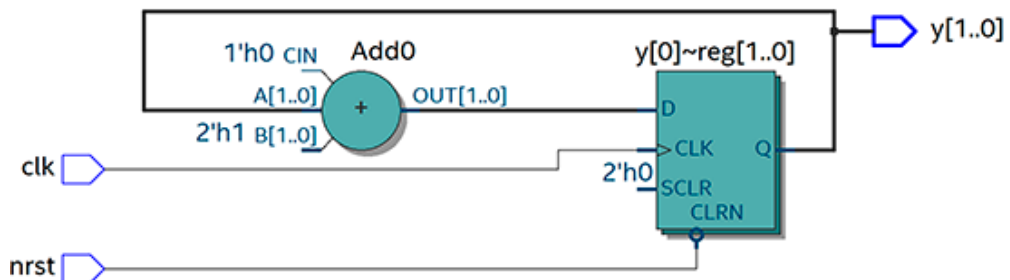 y[1..0]
1'h0 CIN Add0 y[0]~reg[1..0]
A[1..0] + OUT[1..0] D
2'h1 B[1..0]
clk CLK Q
2'h0 SCLR
CLRN
nrst